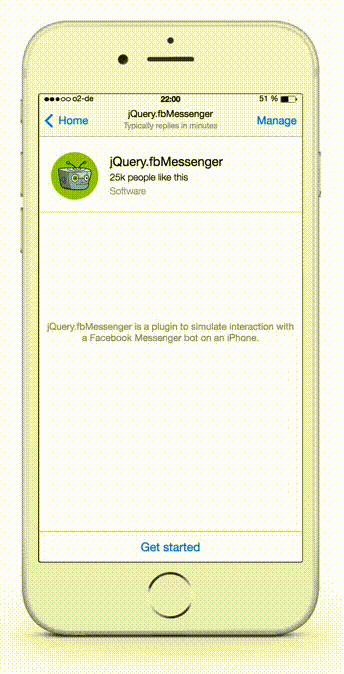 o2-de 22:00 51 %
Home jQuery.fbMessenger Manage
Typically replies in minutes
jQuery.fbMessenger
25k people like this
Software
jQuery.fbMessenger is a plugin to simulate interaction with
a Facebook Messenger bot on an iPhone.
Get started